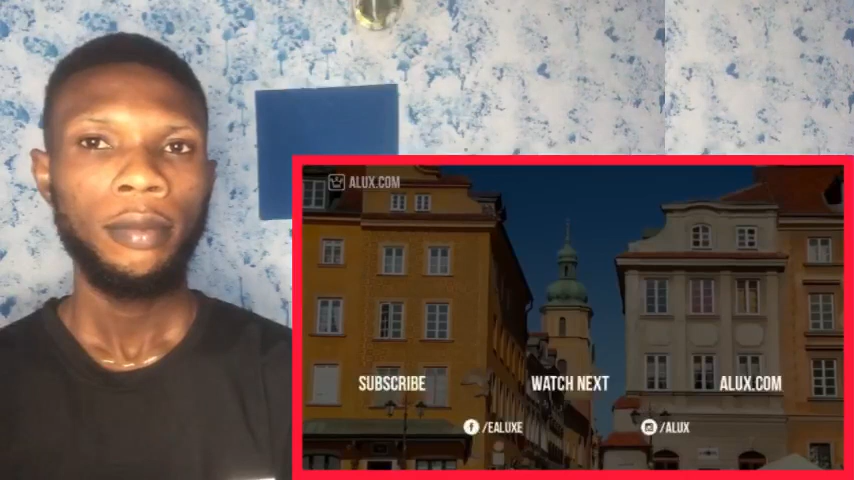 ALUX.COM
SUBSCRIBE
WATCH NEXT
ALUX.COM
/EALUXE
/ALUX